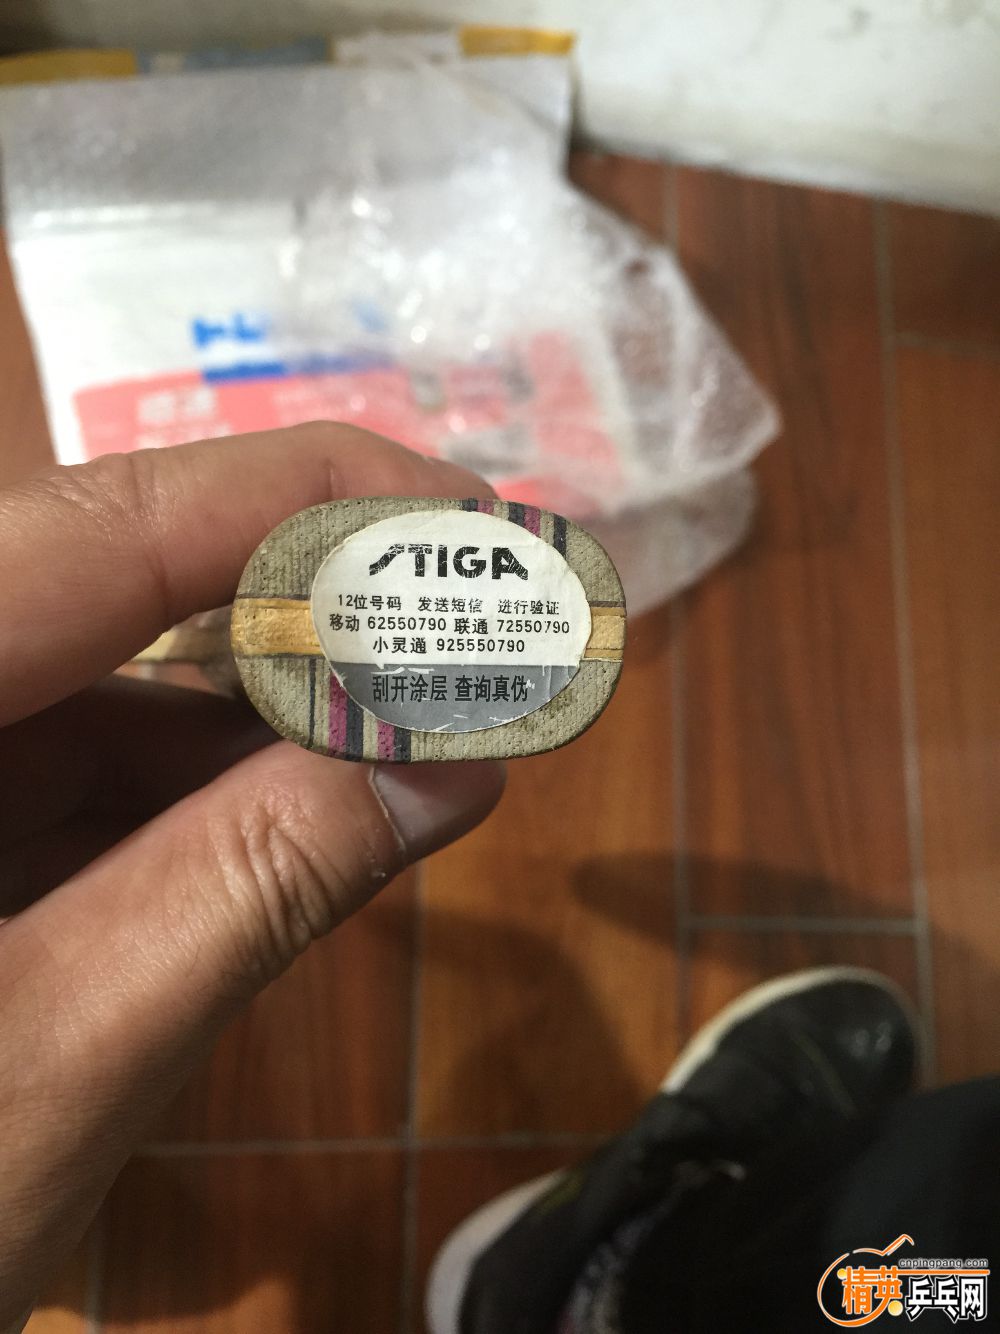 STIGA
12位号码 发送短信 进行验证
移动 62550790 联通 72550790
小灵通 925550790
刮开涂层 查询真伪
cnpingpang.com
精英乒乓网